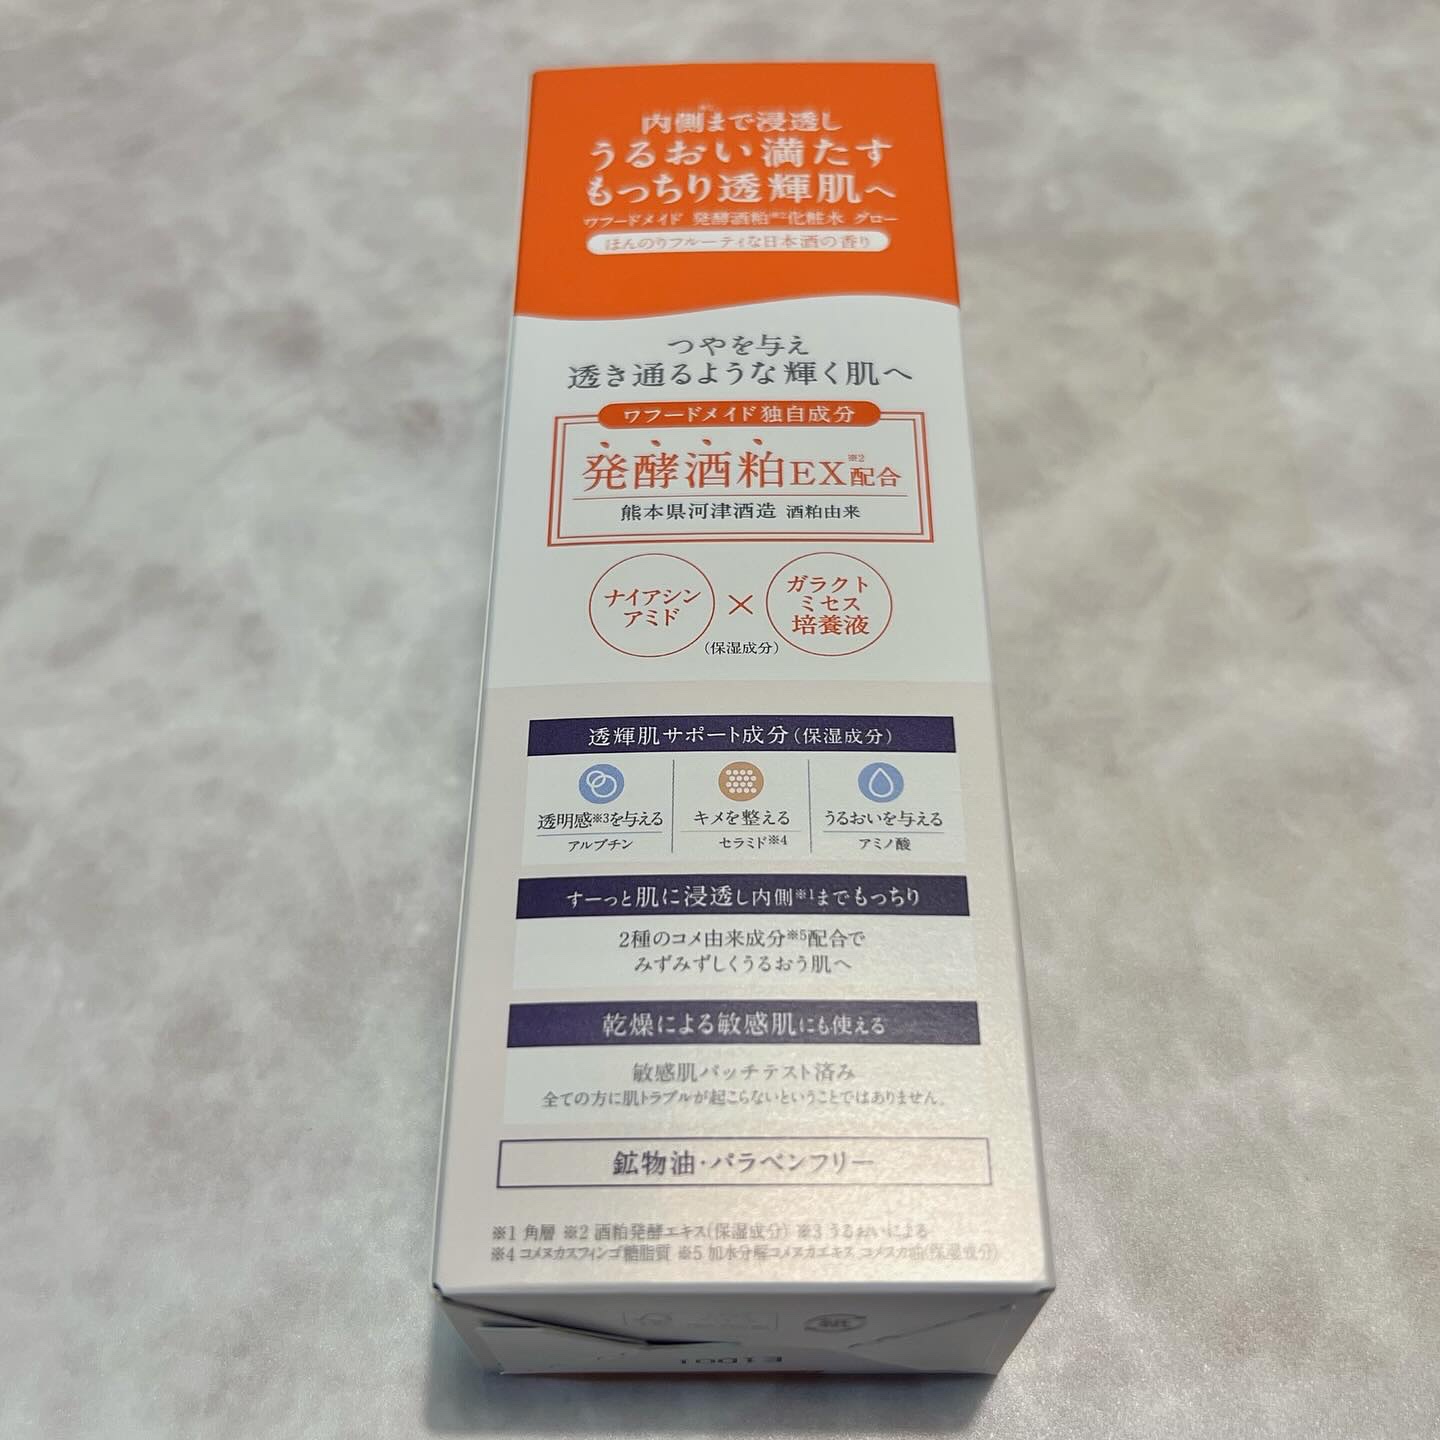 内側※1まで浸透し
うるおい満たす
もっちり透輝肌へ
ワフードメイド 発酵酒粕※2化粧水 グロー
ほんのりフルーティな日本酒の香り
つやを与え
透き通るような輝く肌へ
ワフードメイド独自成分
発酵酒粕EX※2配合
熊本県河津酒造 酒粕由来
ナイアシン
アミド
×
ガラクト
ミセス
培養液
(保湿成分)
透輝肌サポート成分(保湿成分)
透明感※3を与える
アルブチン
キメを整える
セラミド※4
うるおいを与える
アミノ酸
すーっと肌に浸透し内側※1までもっちり
2種のコメ由来成分※5配合で
みずみずしくうるおう肌へ
乾燥による敏感肌にも使える
敏感肌パッチテスト済み
全ての方に肌トラブルが起こらないということではありません。
鉱物油・パラベンフリー
※1 角層 ※2 酒粕発酵エキス(保湿成分) ※3 うるおいによる
※4 コメヌカスフィンゴ糖脂質 ※5 加水分解コメヌカエキス、コメヌカ油(保湿成分)
E1D01